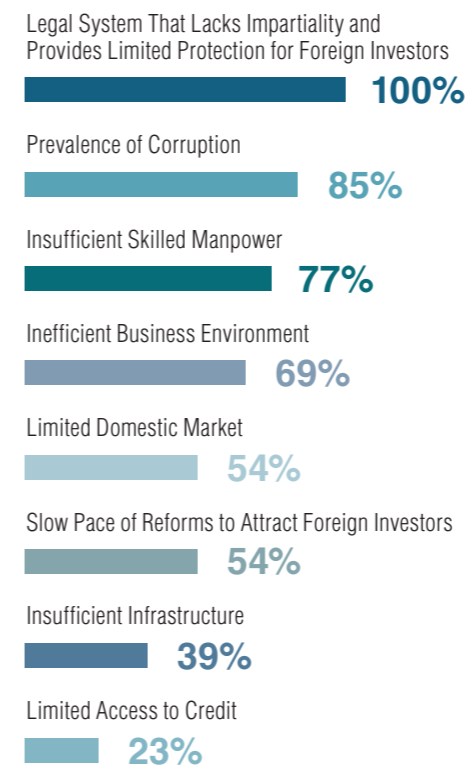 Legal System That Lacks Impartiality and
Provides Limited Protection for Foreign Investors
100%
Prevalence of Corruption
85%
Insufficient Skilled Manpower
77%
Inefficient Business Environment
69%
Limited Domestic Market
54%
Slow Pace of Reforms to Attract Foreign Investors
54%
Insufficient Infrastructure
39%
Limited Access to Credit
23%